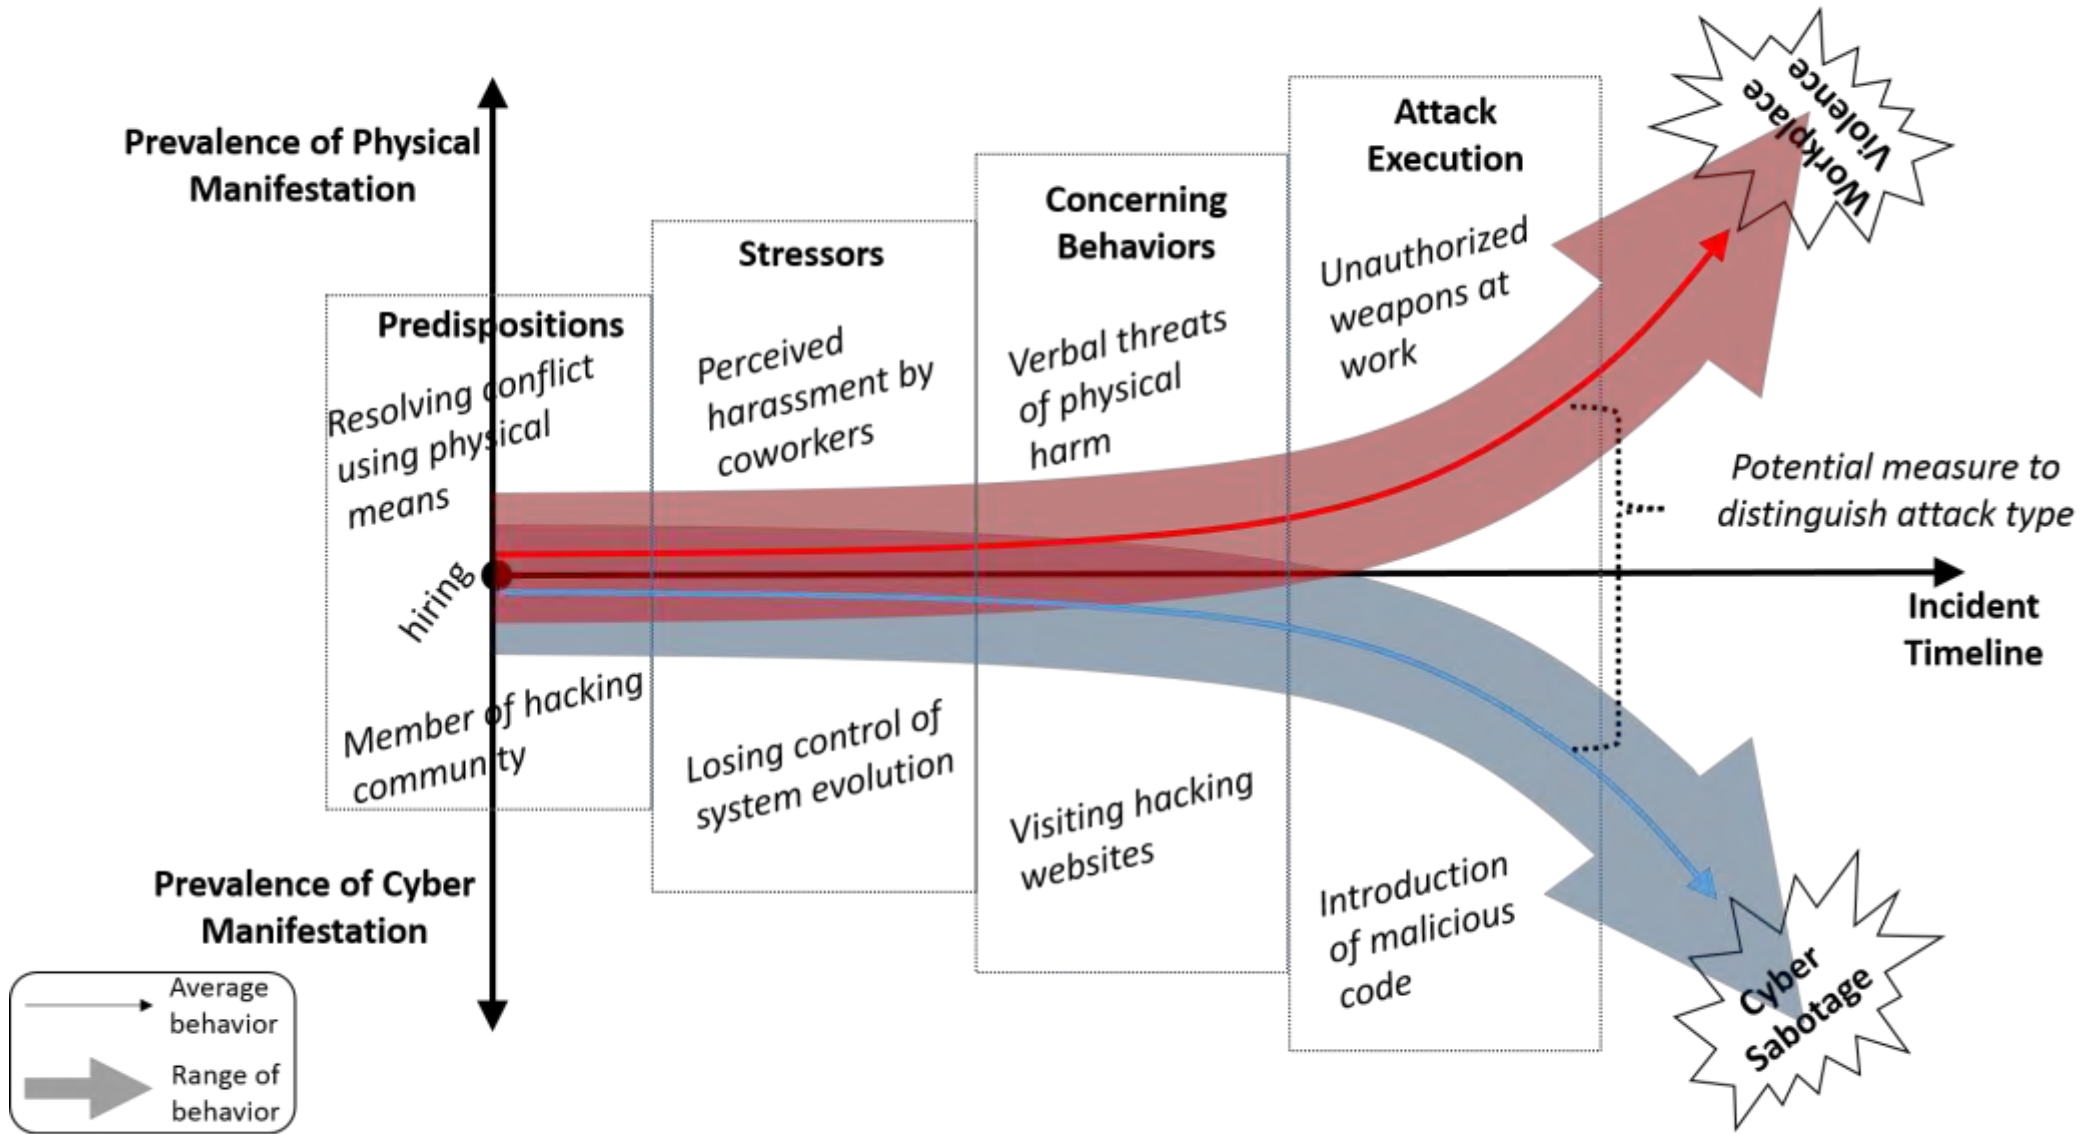 Prevalence of Physical
Manifestation
Predispositions
Resolving conflict
using physical
means
hiring
Member of hacking
community
Prevalence of Cyber
Manifestation
Stressors
Perceived
harassment by
coworkers
Losing control of
system evolution
Concerning
Behaviors
Verbal threats
of physical
harm
Visiting hacking
websites
Attack
Execution
Unauthorized
weapons at
work
Introduction
of malicious
code
Workplace
Violence
Potential measure to
distinguish attack type
Incident
Timeline
Cyber
Sabotage
Average
behavior
Range of
behavior